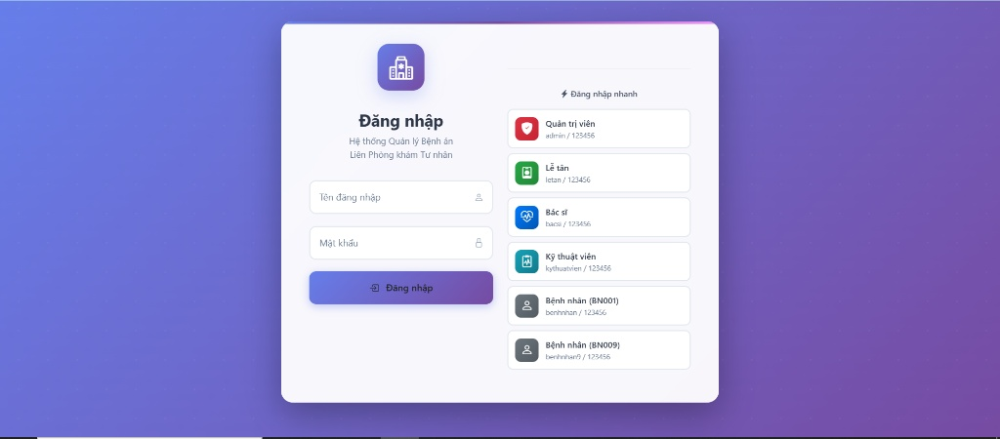 Đăng nhập
Hệ thống Quản lý Bệnh án
Liên Phòng khám Tư nhân
Tên đăng nhập
Mật khẩu
Đăng nhập
Đăng nhập nhanh
Quản trị viên
admin / 123456
Lễ tân
letan / 123456
Bác sĩ
bacsi / 123456
Kỹ thuật viên
kythuatvien / 123456
Bệnh nhân (BN001)
benhnhan / 123456
Bệnh nhân (BN009)
benhnhan9 / 123456